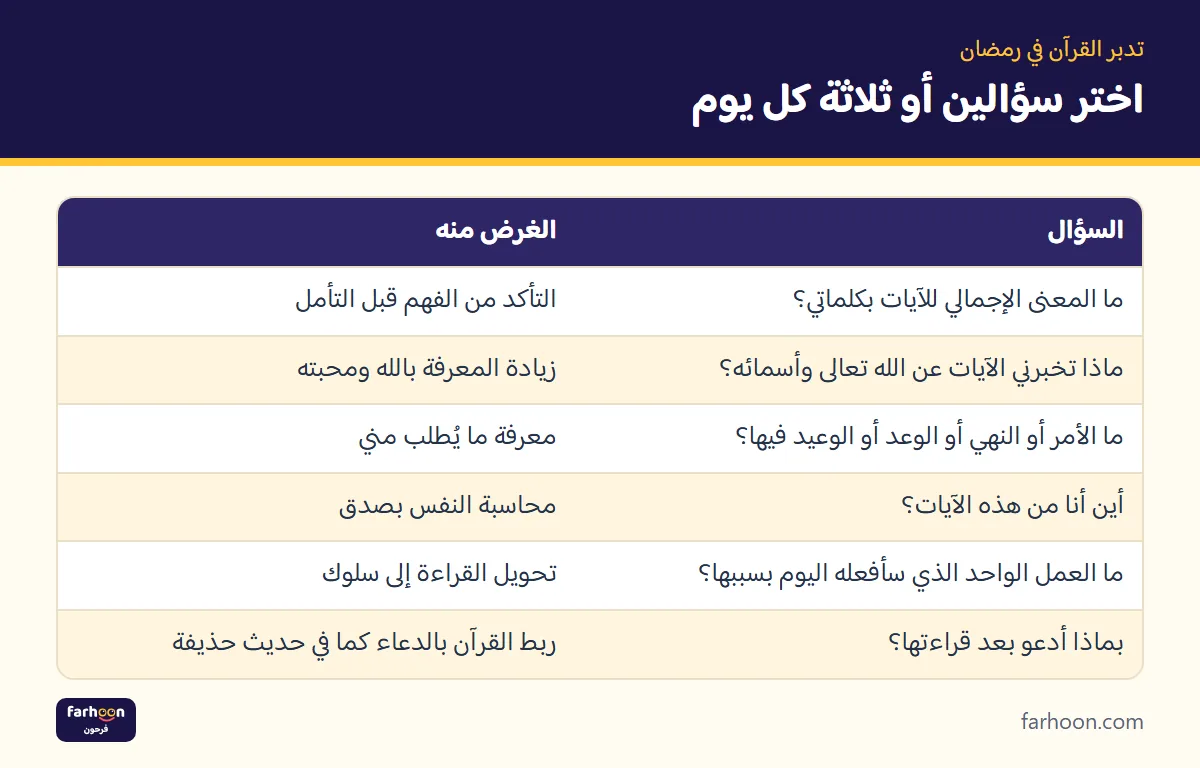 تدبر القرآن في رمضان
اختر سؤالين أو ثلاثة كل يوم
السؤال الغرض منه
ما المعنى الإجمالي للآيات بكلماتي؟ التأكد من الفهم قبل التأمل
ماذا تخبرني الآيات عن الله تعالى وأسمائه؟ زيادة المعرفة بالله ومحبته
ما الأمر أو النهي أو الوعد أو الوعيد فيها؟ معرفة ما يُطلب مني
أين أنا من هذه الآيات؟ محاسبة النفس بصدق
ما العمل الواحد الذي سأفعله اليوم بسببها؟ تحويل القراءة إلى سلوك
بماذا أدعو بعد قراءتها؟ ربط القرآن بالدعاء كما في حديث حذيفة
farhoon.com
farhoon
فرحون